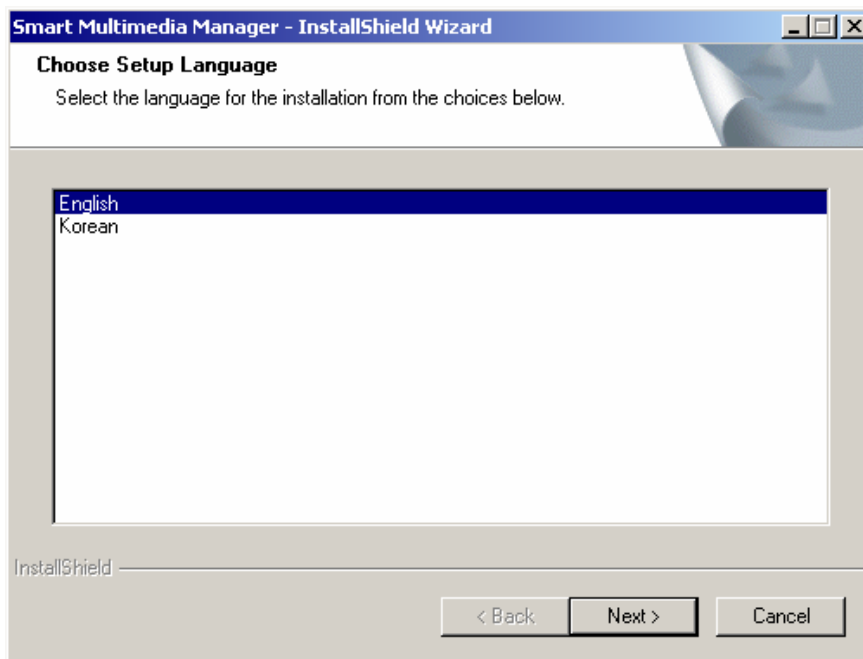 Smart Multimedia Manager - InstallShield Wizard
Choose Setup Language
Select the language for the installation from the choices below.
English
Korean
InstallShield
< Back
Next >
Cancel